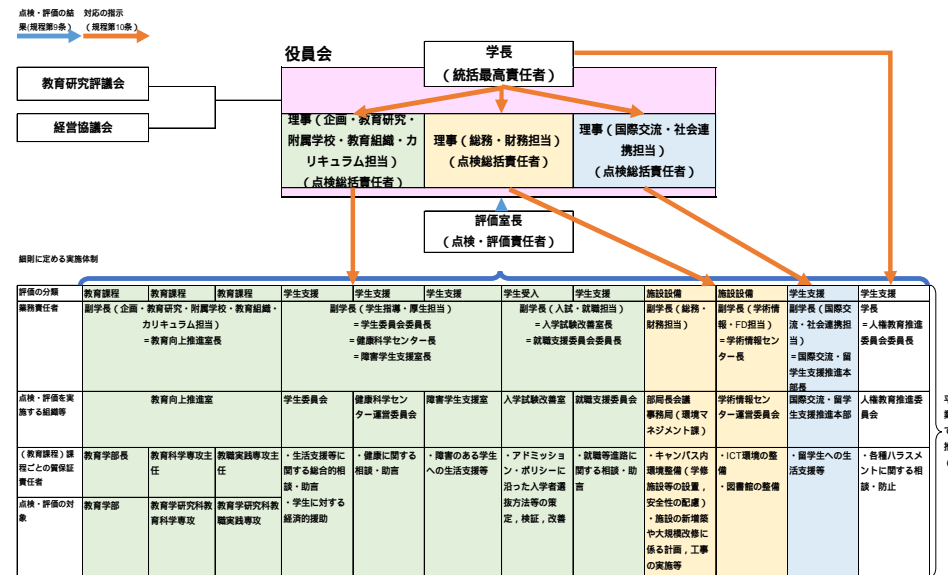 点検・評価の結
果(規程第9条)
対応の指示
（規程第10条）
役員会
学長
（統括最高責任者）
教育研究評議会
経営協議会
理事（企画・教育研究・
附属学校・教育組織・カ
リキュラム担当）
（点検総括責任者）
理事（総務・財務担当）
（点検総括責任者）
理事（国際交流・社会連
携担当）
（点検総括責任者）
評価室長
（点検・評価責任者）
細則に定める実施体制
評価の分類
教育課程
教育課程
教育課程
学生支援
学生支援
学生支援
学生受入
学生支援
施設設備
施設設備
学生支援
学生支援
業務責任者
副学長（企画・教育研究・附属学校・教育組織・
カリキュラム担当）
=教育向上推進室長
副学長（学生指導・厚生担当）
=学生委員会委員長
=健康科学センター長
=障害学生支援室長
副学長（入試・就職担当）
=入学試験改善室長
=就職支援委員会委員長
副学長（総務・
財務担当）
副学長（学術情
報・FD担当）
=学術情報セン
ター長
副学長（国際交
流・社会連携担
当）
=国際交流・留
学生支援推進本
部長
学長
=人権教育推進
委員会委員長
点検・評価を実
施する組織等
教育向上推進室
学生委員会
健康科学セン
ター運営委員会
障害学生支援室
入学試験改善室
就職支援委員会
部局長会議
事務局（環境マ
ネジメント課）
学術情報セン
ター運営委員会
国際交流・留学
生支援推進本部
人権教育推進委
員会
（教育課程）課
程ごとの質保証
責任者
教育学部長
教育科学専攻主
任
教職実践専攻主
任
・生活支援等に
関する総合的相
談・助言
・学生に対する
経済的援助
・健康に関する
相談・助言
・障害のある学生
への生活支援等
・アドミッショ
ン・ポリシーに
沿った入学者選
抜方法等の策
定，検証，改善
・就職等進路に
関する相談・助
言
・キャンパス内
環境整備（学修
施設等の設置，
安全性の配慮）
・施設の新増築
や大規模改修に
係る計画，工事
の実施等
・ICT環境の整
備
・図書館の整備
・留学生への生
活支援等
・各種ハラスメ
ントに関する相
談・防止
点検・評価の対
象
教育学部
教育学研究科教
育科学専攻
教育学研究科教
職実践専攻